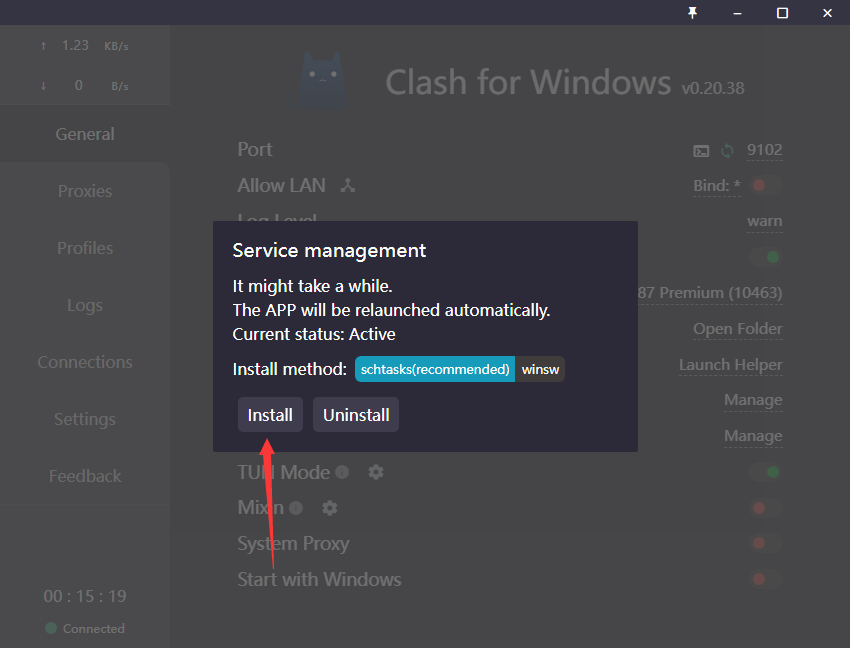 ↑ 1.23 KB/s
↓ 0 B/s
General
Proxies
Profiles
Logs
Connections
Settings
Feedback
00 : 15 : 19
Connected
Clash for Windows v0.20.38
Port 9102
Allow LAN Bind: *
Log Level warn
87 Premium (10463)
Open Folder
Launch Helper
Manage
Manage
Service management
It might take a while.
The APP will be relaunched automatically.
Current status: Active
Install method: schtasks(recommended) winsw
Install Uninstall
TUN Mode
Mixin
System Proxy
Start with Windows